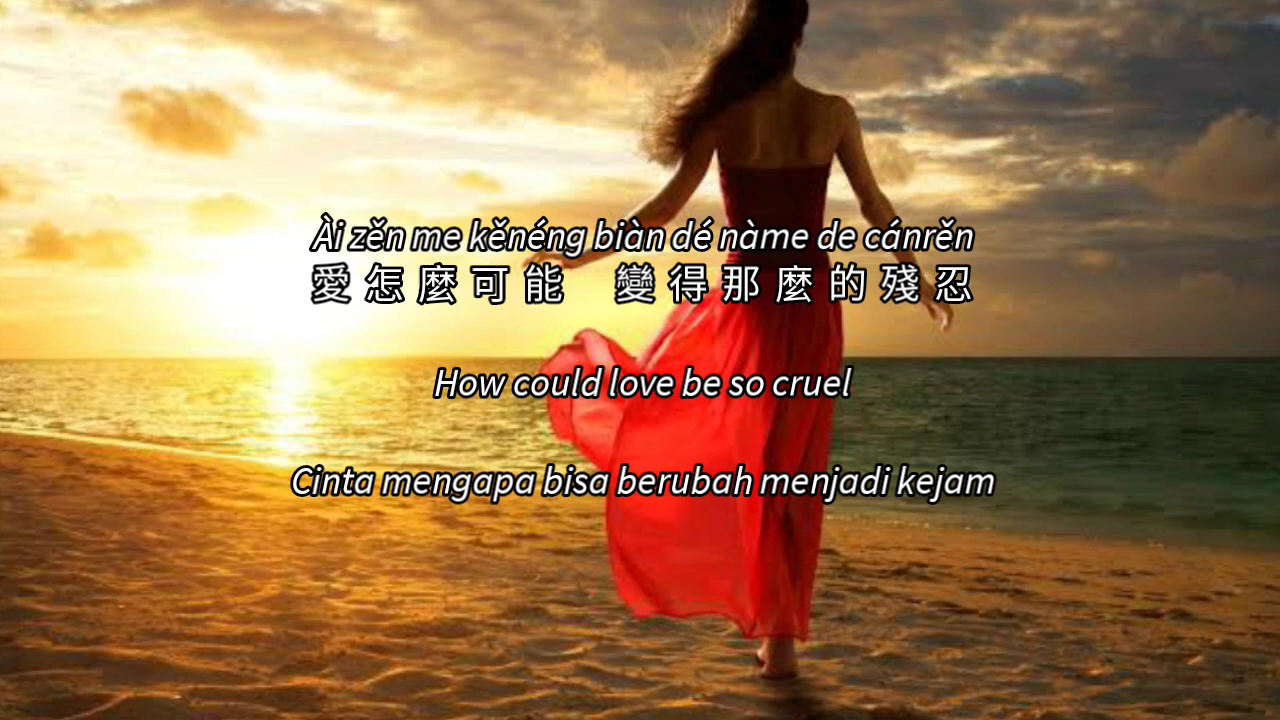 Ài zěn me kěnéng biàn dé nàme de cánrěn
愛怎麼可能 變得那麼的殘忍
How could love be so cruel
Cinta mengapa bisa berubah menjadi kejam